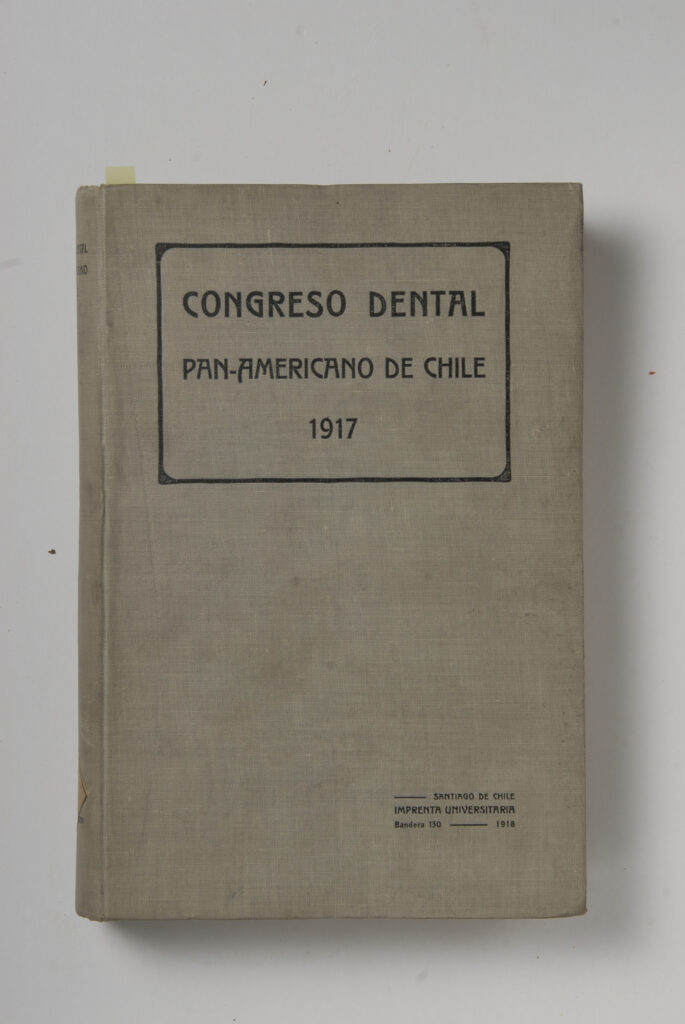 CONGRESO DENTAL
PAN-AMERICANO DE CHILE
1917
SANTIAGO DE CHILE
IMPRENTA UNIVERSITARIA
Bandera 130 — 1918